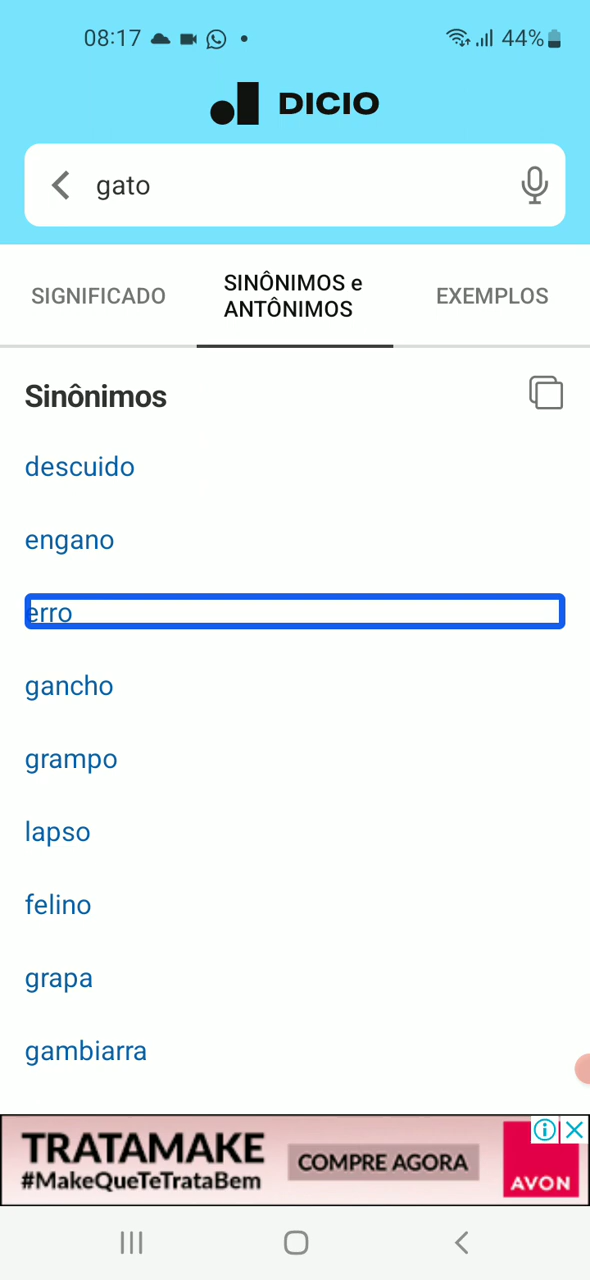 08:17
44%
DICIO
gato
SIGNIFICADO
SINÔNIMOS e
ANTÔNIMOS
EXEMPLOS
Sinônimos
descuido
engano
erro
gancho
grampo
lapso
felino
grapa
gambiarra
TRATAMAKE
#MakeQueTeTrataBem
COMPRE AGORA
AVON